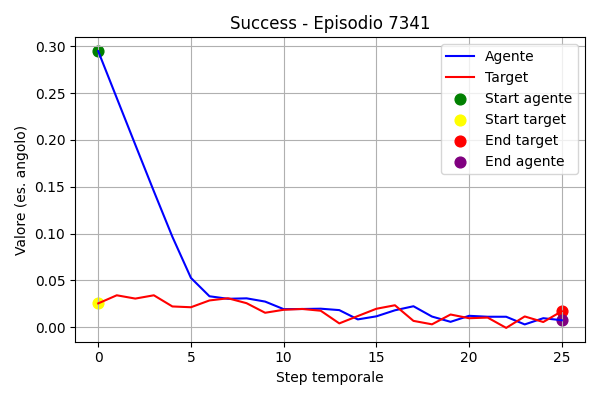 Success - Episodio 7341
Valore (es. angolo)
0.30
0.25
0.20
0.15
0.10
0.05
0.00
Agente
Target
Start agente
Start target
End target
End agente
0 5 10 15 20 25
Step temporale